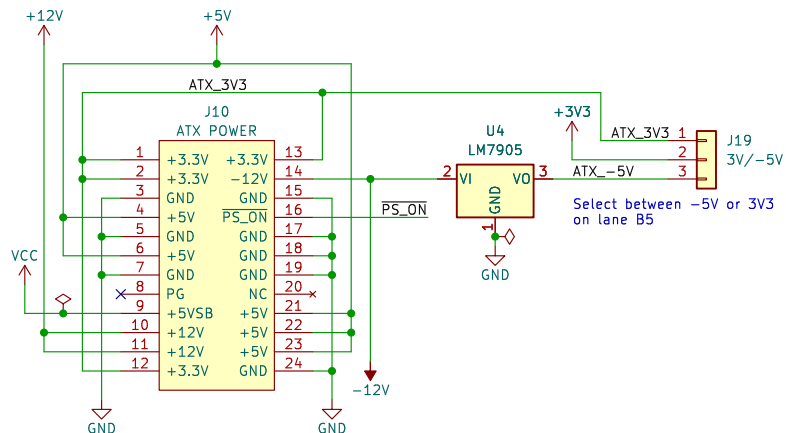 +12V
+5V
ATX_3V3
J10
ATX POWER
1 +3.3V +3.3V 13
2 +3.3V -12V 14
3 GND GND 15
4 +5V PS_ON 16
5 GND GND 17
6 +5V GND 18
7 GND GND 19
8 PG NC 20
9 +5VSB +5V 21
10 +12V +5V 22
11 +12V +5V 23
12 +3.3V GND 24
VCC
GND
GND
-12V
PS_ON
U4
LM7905
2 VI VO 3
GND
1
GND
+3V3
ATX_3V3
ATX_-5V
1
2
3
J19
3V/-5V
Select between -5V or 3V3
on lane B5